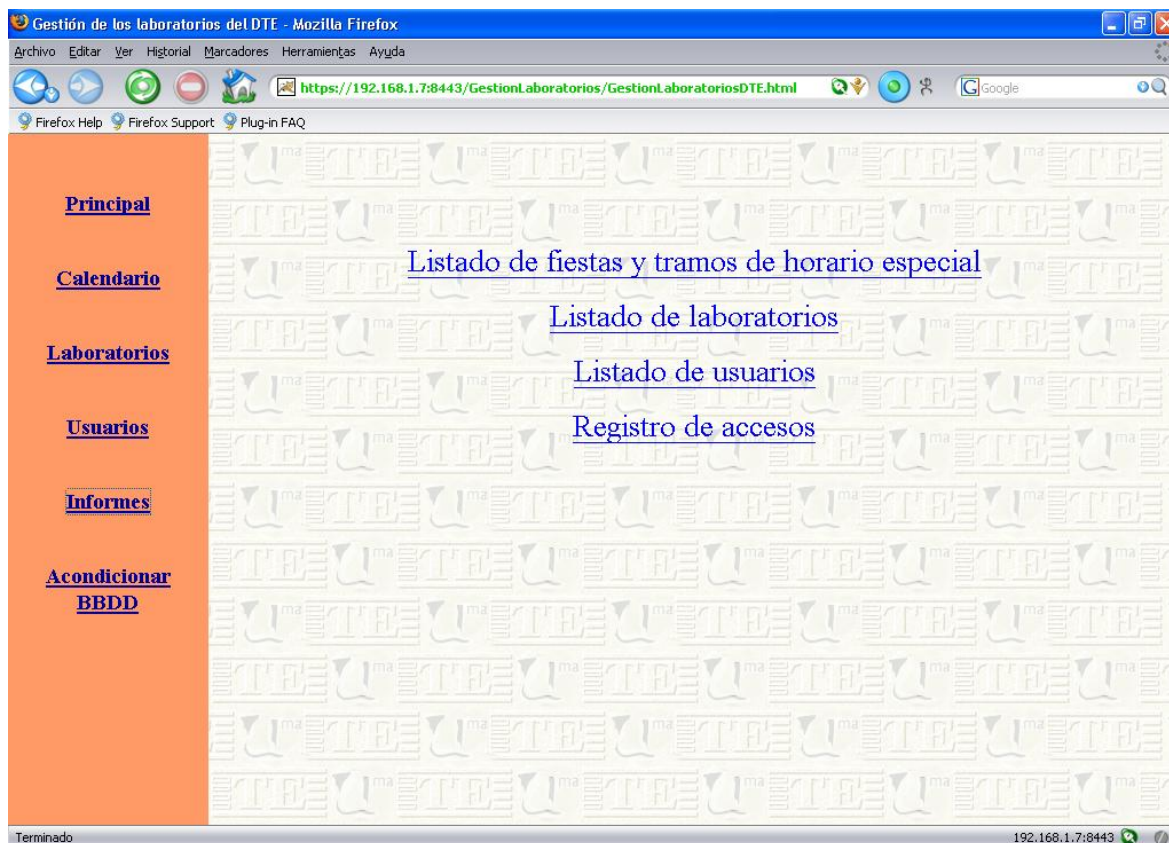 Gestión de los laboratorios del DTE - Mozilla Firefox
Archivo Editar Ver Historial Marcadores Herramientas Ayuda
https://192.168.1.7:8443/GestionLaboratorios/GestionLaboratoriosDTE.html
Google
Firefox Help Firefox Support Plug-in FAQ
Principal
Calendario
Laboratorios
Usuarios
Informes
Acondicionar
BBDD
Listado de fiestas y tramos de horario especial
Listado de laboratorios
Listado de usuarios
Registro de accesos
Terminado
192.168.1.7:8443